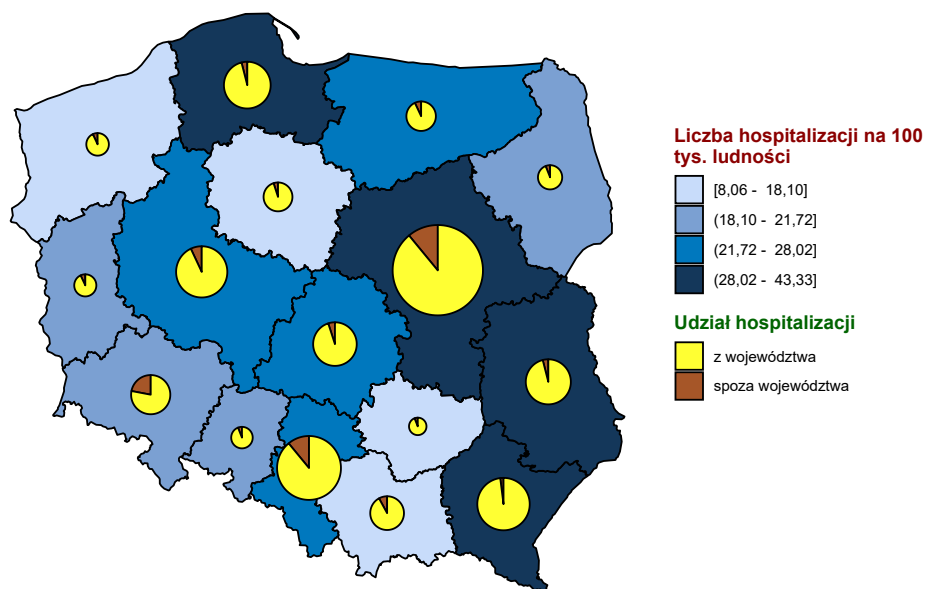 Liczba hospitalizacji na 100
tys. ludności
[8,06 - 18,10]
(18,10 - 21,72]
(21,72 - 28,02]
(28,02 - 43,33]
Udział hospitalizacji
z województwa
spoza województwa